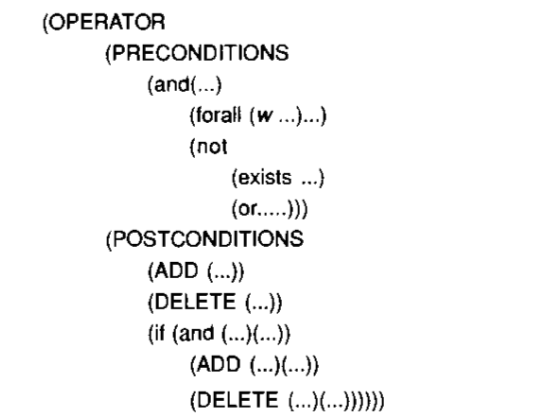 (OPERATOR
(PRECONDITIONS
(and(...)
(forall (w ...)...)
(not
(exists ...)
(or.....)))
(POSTCONDITIONS
(ADD (...))
(DELETE (...))
(if (and (...)(...))
(ADD (...)(...))
(DELETE (...)(...))))))